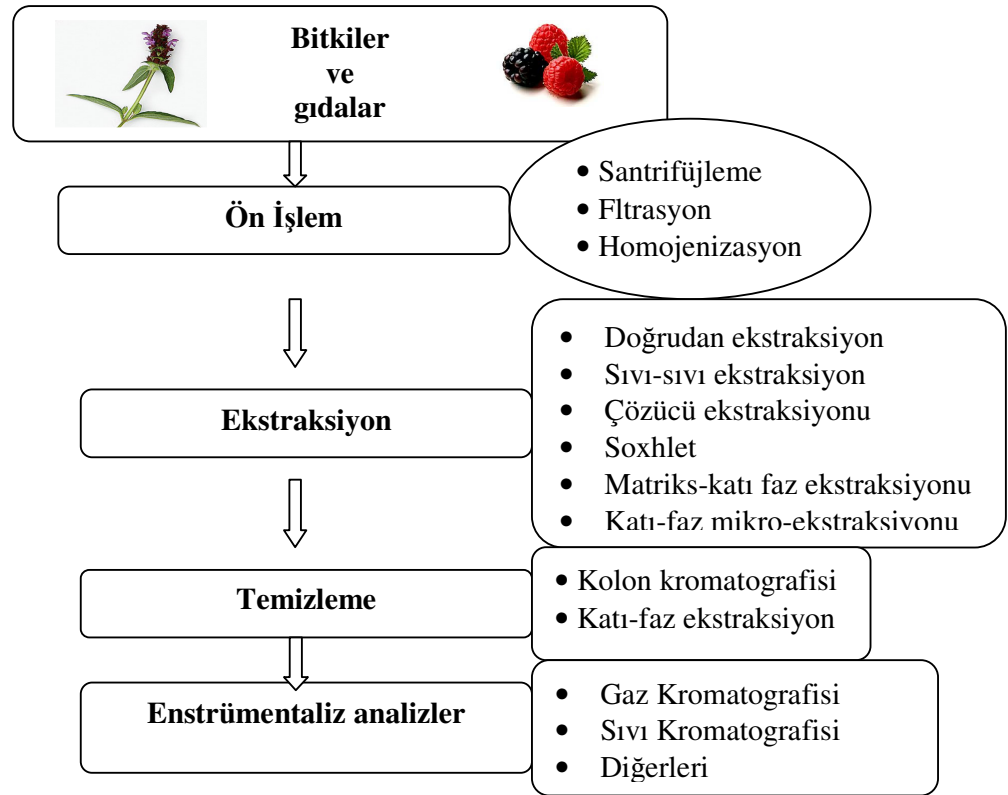 Bitkiler
ve
gıdalar
Ön İşlem
• Santrifüjleme
• Fltrasyon
• Homojenizasyon
Ekstraksiyon
• Doğrudan ekstraksiyon
• Sıvı-sıvı ekstraksiyon
• Çözücü ekstraksiyonu
• Soxhlet
• Matriks-katı faz ekstraksiyonu
• Katı-faz mikro-ekstraksiyonu
Temizleme
• Kolon kromatografisi
• Katı-faz ekstraksiyon
Enstrümentaliz analizler
• Gaz Kromatografisi
• Sıvı Kromatografisi
• Diğerleri